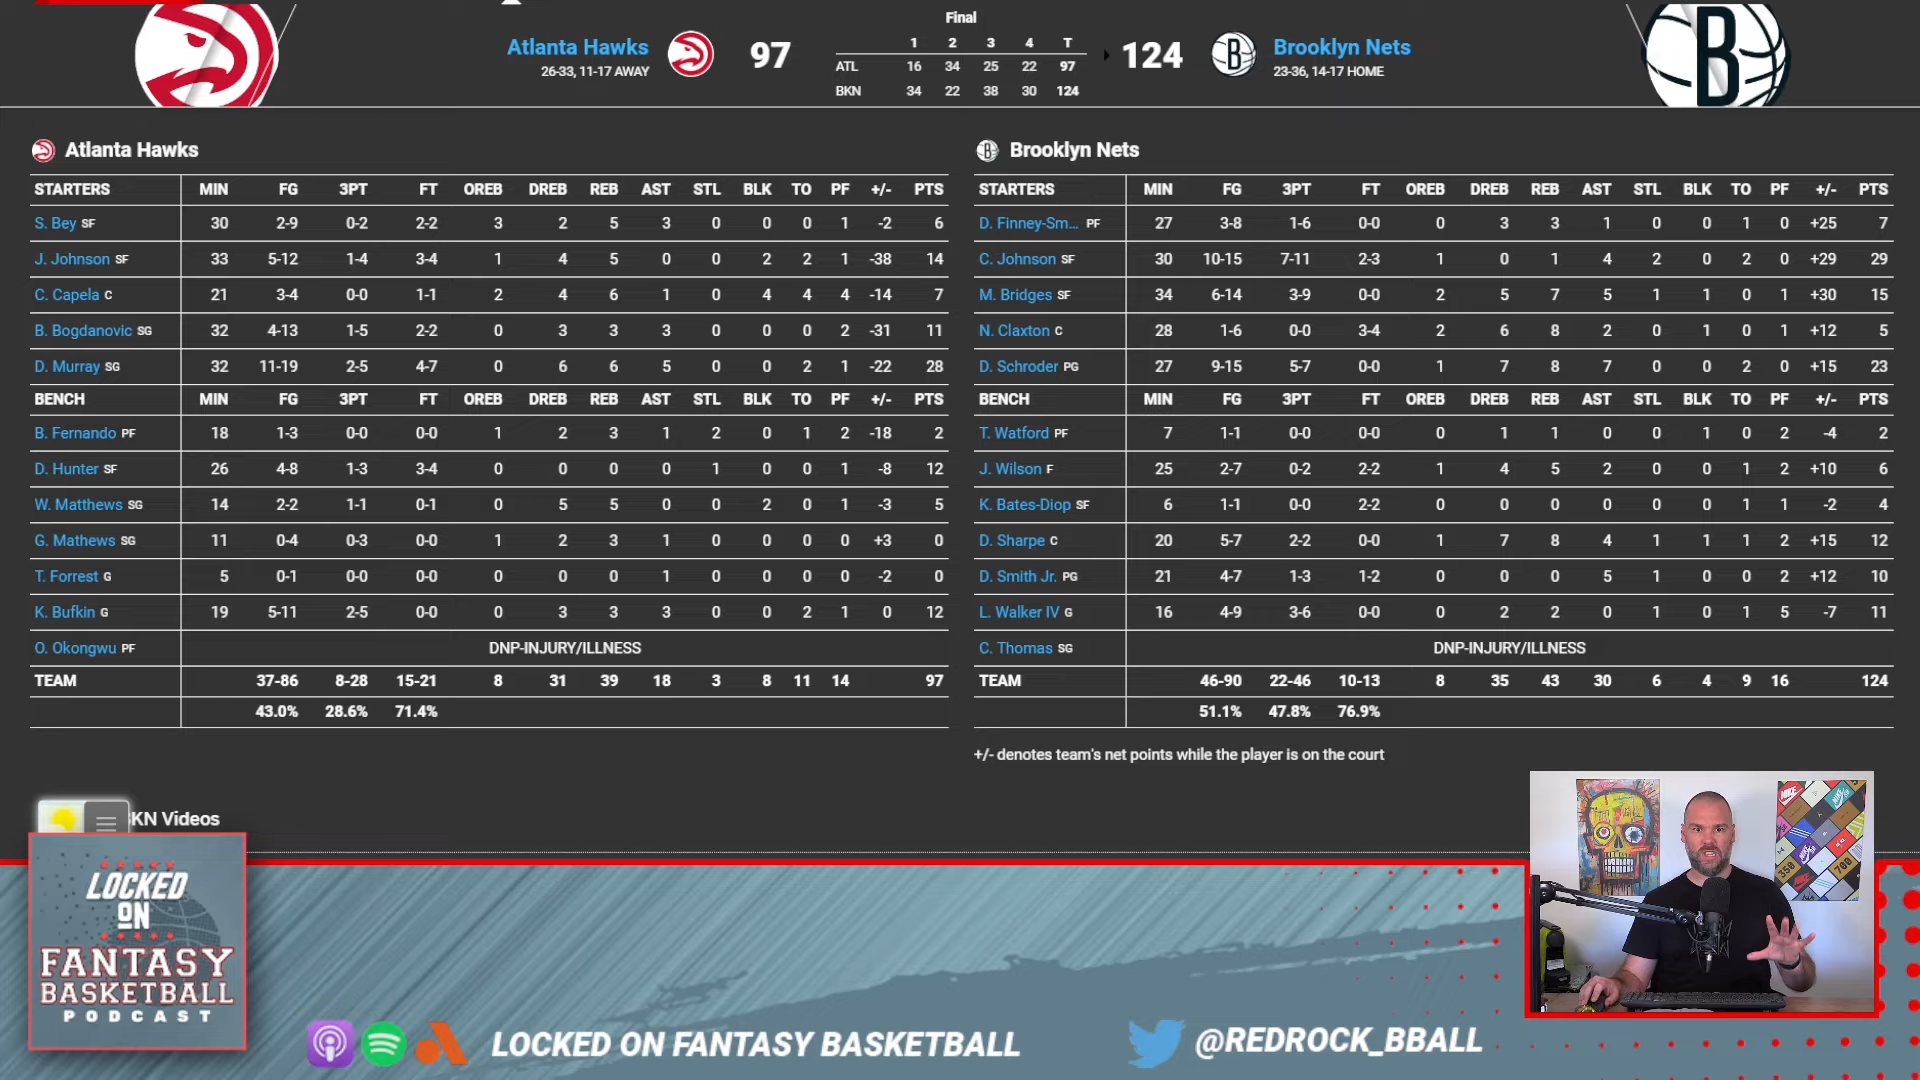 Final
Atlanta Hawks
26-33, 11-17 AWAY
97
1 2 3 4 T
ATL 16 34 25 22 97
BKN 34 22 38 30 124
124
Brooklyn Nets
23-36, 14-17 HOME
Atlanta Hawks
STARTERS MIN FG 3PT FT OREB DREB REB AST STL BLK TO PF +/- PTS
S. Bey SF 30 2-9 0-2 2-2 3 2 5 3 0 0 0 1 -2 6
J. Johnson SF 33 5-12 1-4 3-4 1 4 5 0 0 2 2 1 -38 14
C. Capela C 21 3-4 0-0 1-1 2 4 6 1 0 4 4 4 -14 7
B. Bogdanovic SG 32 4-13 1-5 2-2 0 3 3 3 0 0 0 2 -31 11
D. Murray SG 32 11-19 2-5 4-7 0 6 6 5 0 0 2 1 -22 28
BENCH MIN FG 3PT FT OREB DREB REB AST STL BLK TO PF +/- PTS
B. Fernando PF 18 1-3 0-0 0-0 1 2 3 1 2 0 1 2 -18 2
D. Hunter SF 26 4-8 1-3 3-4 0 0 0 0 1 0 0 1 -8 12
W. Matthews SG 14 2-2 1-1 0-1 0 5 5 0 0 2 0 1 -3 5
G. Mathews SG 11 0-4 0-3 0-0 1 2 3 1 0 0 0 0 +3 0
T. Forrest G 5 0-1 0-0 0-0 0 0 0 1 0 0 0 0 -2 0
K. Bufkin G 19 5-11 2-5 0-0 0 3 3 3 0 0 2 1 0 12
O. Okongwu PF DNP-INJURY/ILLNESS
TEAM 37-86 8-28 15-21 8 31 39 18 3 8 11 14 97
43.0% 28.6% 71.4%
Brooklyn Nets
STARTERS MIN FG 3PT FT OREB DREB REB AST STL BLK TO PF +/- PTS
D. Finney-Sm... PF 27 3-8 1-6 0-0 0 3 3 1 0 0 1 0 +25 7
C. Johnson SF 30 10-15 7-11 2-3 1 0 1 4 2 0 2 0 +29 29
M. Bridges SF 34 6-14 3-9 0-0 2 5 7 5 1 1 0 1 +30 15
N. Claxton C 28 1-6 0-0 3-4 2 6 8 2 0 1 0 1 +12 5
D. Schroder PG 27 9-15 5-7 0-0 1 7 8 7 0 0 2 0 +15 23
BENCH MIN FG 3PT FT OREB DREB REB AST STL BLK TO PF +/- PTS
T. Watford PF 7 1-1 0-0 0-0 0 1 1 0 0 1 0 2 -4 2
J. Wilson F 25 2-7 0-2 2-2 1 4 5 2 0 0 1 2 +10 6
K. Bates-Diop SF 6 1-1 0-0 2-2 0 0 0 0 0 0 1 1 -2 4
D. Sharpe C 20 5-7 2-2 0-0 1 7 8 4 1 1 1 2 +15 12
D. Smith Jr. PG 21 4-7 1-3 1-2 0 0 0 5 1 0 0 2 +12 10
L. Walker IV G 16 4-9 3-6 0-0 0 2 2 0 1 0 1 5 -7 11
C. Thomas SG DNP-INJURY/ILLNESS
TEAM 46-90 22-46 10-13 8 35 43 30 6 4 9 16 124
51.1% 47.8% 76.9%
+/- denotes team's net points while the player is on the court
KN Videos
LOCKED
ON
FANTASY
BASKETBALL
PODCAST
LOCKED ON FANTASY BASKETBALL
@REDROCK_BBALL